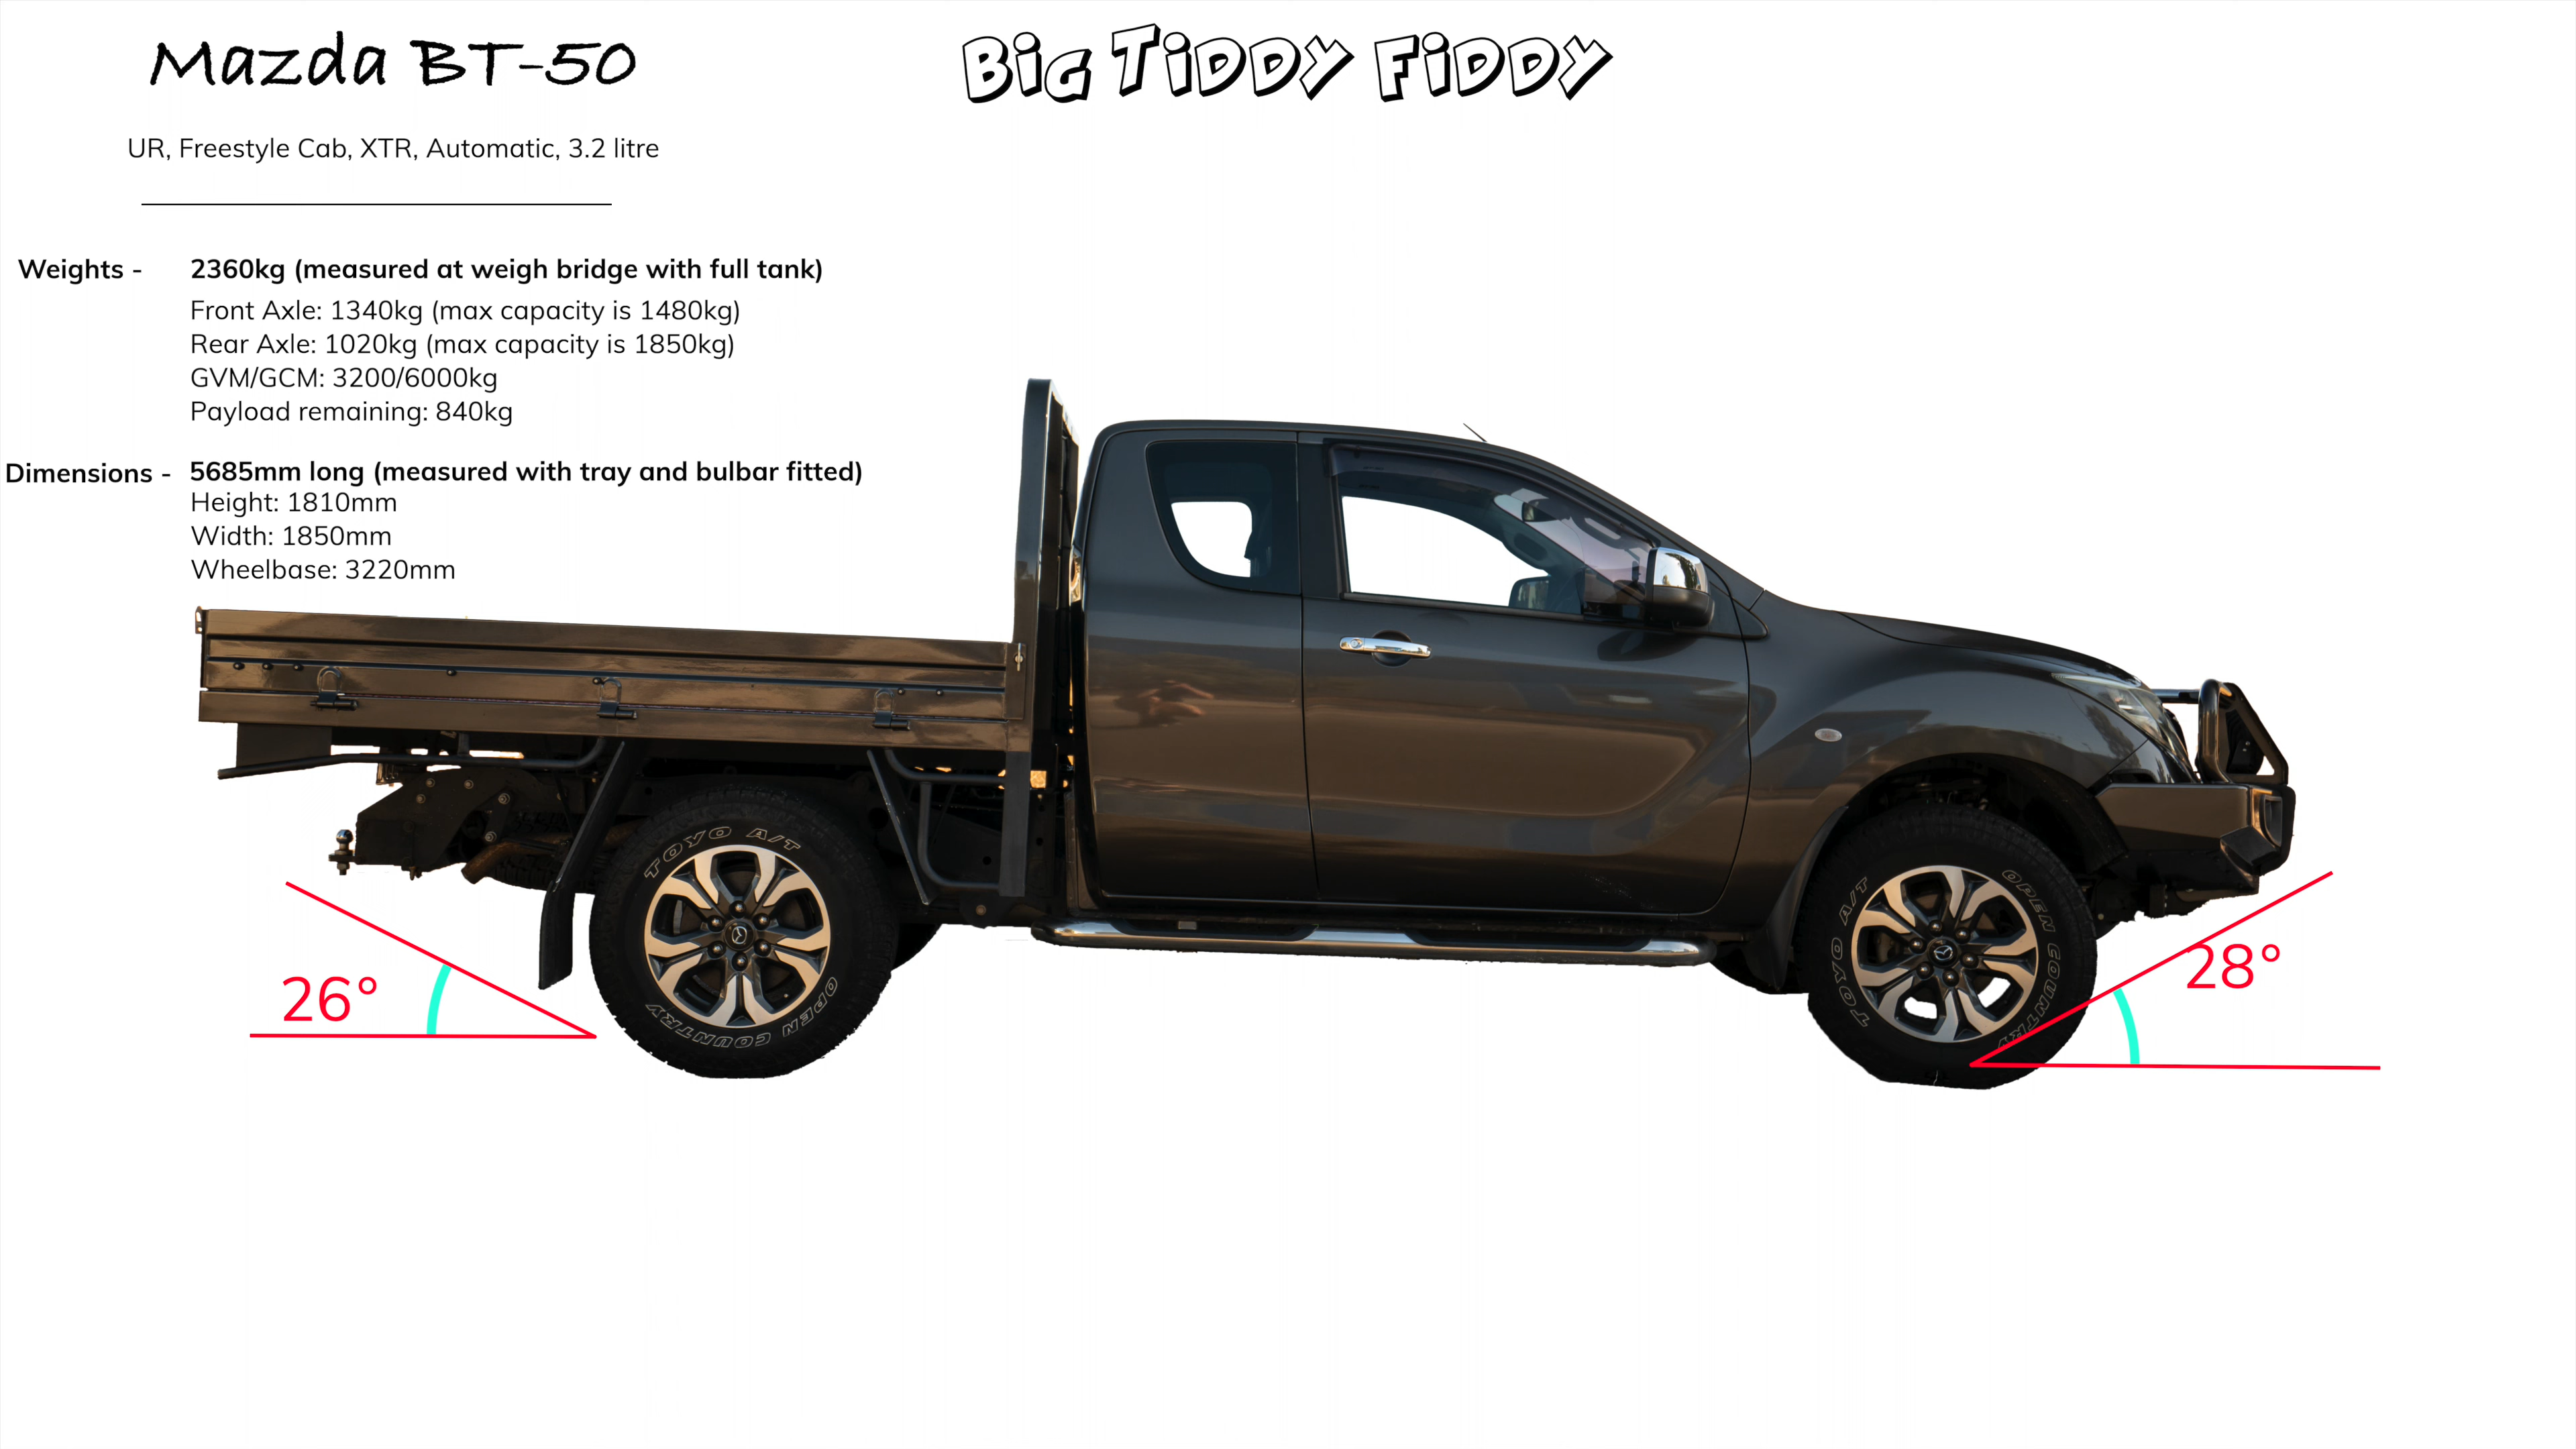 Mazda BT-50
BIG TIDDY FIDDY
UR, Freestyle Cab, XTR, Automatic, 3.2 litre
Weights - 2360kg (measured at weigh bridge with full tank)
Front Axle: 1340kg (max capacity is 1480kg)
Rear Axle: 1020kg (max capacity is 1850kg)
GVM/GCM: 3200/6000kg
Payload remaining: 840kg
Dimensions - 5685mm long (measured with tray and bulbar fitted)
Height: 1810mm
Width: 1850mm
Wheelbase: 3220mm
TOYO A/T
OPEN COUNTRY
TOYO A/T
OPEN COUNTRY
26°
28°